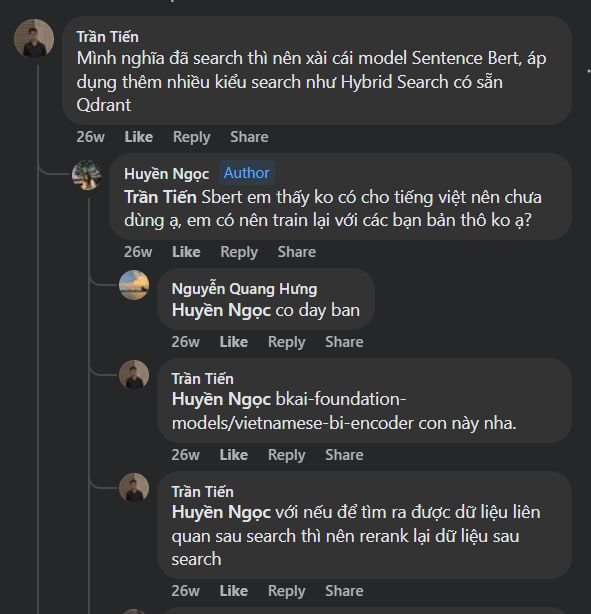 Trần Tiến
Mình nghĩa đã search thì nên xài cái model Sentence Bert, áp
dụng thêm nhiều kiểu search như Hybrid Search có sẵn
Qdrant
26w Like Reply Share
Huyền Ngọc Author
Trần Tiến Sbert em thấy ko có cho tiếng việt nên chưa
dùng ạ, em có nên train lại với các bạn bản thô ko ạ?
26w Like Reply Share
Nguyễn Quang Hưng
Huyền Ngọc co day ban
26w Like Reply Share
Trần Tiến
Huyền Ngọc bkai-foundation-
models/vietnamese-bi-encoder con này nha.
26w Like Reply Share
Trần Tiến
Huyền Ngọc với nếu để tìm ra được dữ liệu liên
quan sau search thì nên rerank lại dữ liệu sau
search
26w Like Reply Share